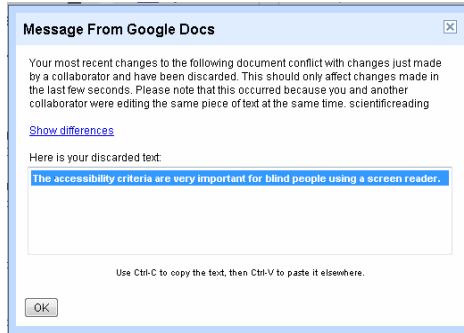 Message From Google Docs
Your most recent changes to the following document conflict with changes just made
by a collaborator and have been discarded. This should only affect changes made in
the last few seconds. Please note that this occurred because you and another
collaborator were editing the same piece of text at the same time. scientificreading
Show differences
Here is your discarded text:
The accessibility criteria are very important for blind people using a screen reader.
Use Ctrl-C to copy the text, then Ctrl-V to paste it elsewhere.
OK